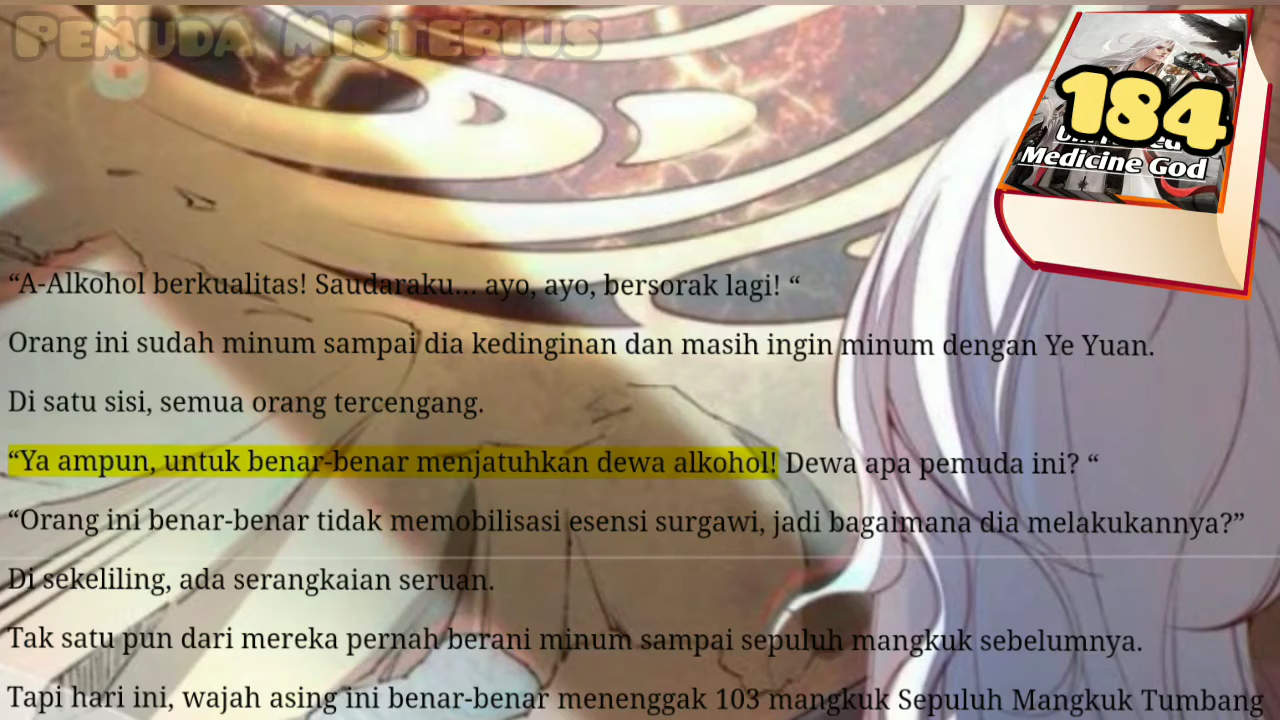 Pemuda Misterius
184
Medicine God
“A-Alkohol berkualitas! Saudaraku... ayo, ayo, bersorak lagi! “
Orang ini sudah minum sampai dia kedinginan dan masih ingin minum dengan Ye Yuan.
Di satu sisi, semua orang tercengang.
“Ya ampun, untuk benar-benar menjatuhkan dewa alkohol! Dewa apa pemuda ini? “
“Orang ini benar-benar tidak memobilisasi esensi surgawi, jadi bagaimana dia melakukannya?”
Di sekeliling, ada serangkaian seruan.
Tak satu pun dari mereka pernah berani minum sampai sepuluh mangkuk sebelumnya.
Tapi hari ini, wajah asing ini benar-benar menenggak 103 mangkuk Sepuluh Mangkuk Tumbang